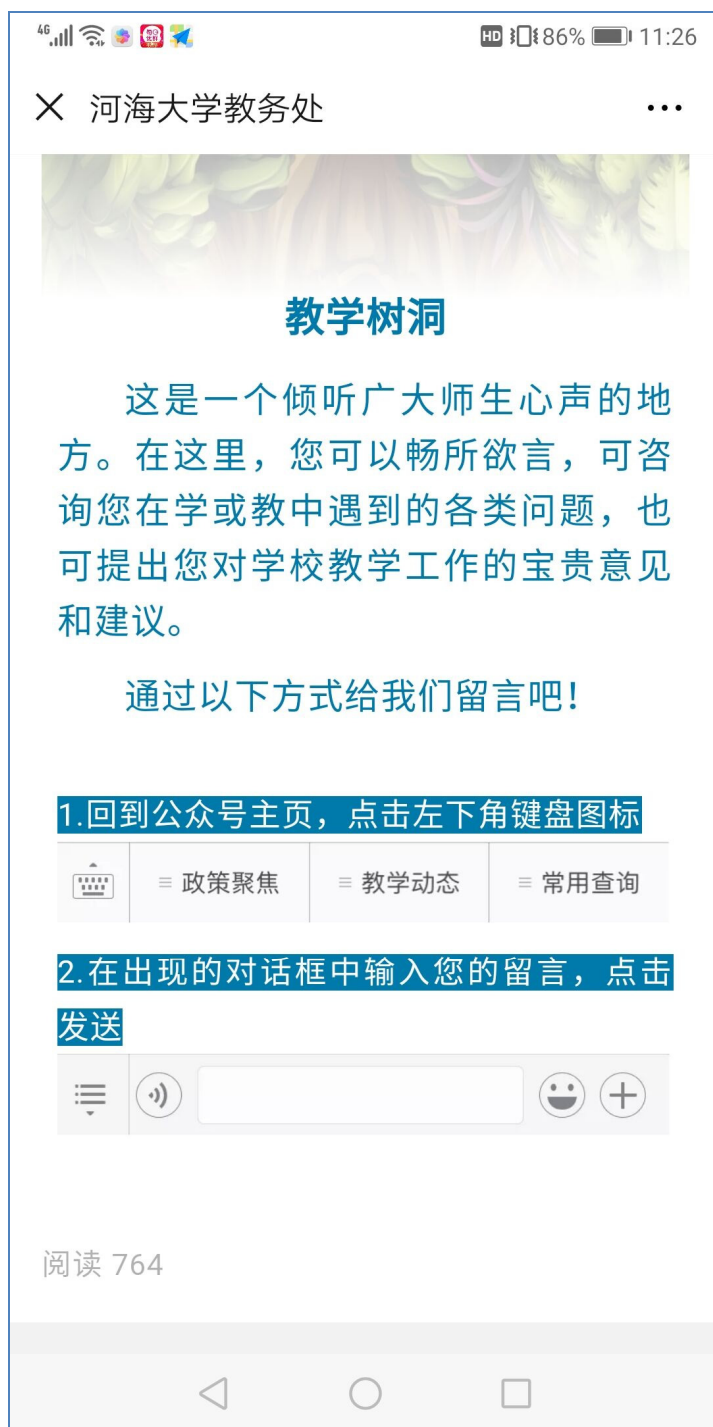 4G HD 86% 11:26
河海大学教务处
教学树洞
这是一个倾听广大师生心声的地
方。在这里，您可以畅所欲言，可咨
询您在学或教中遇到的各类问题，也
可提出您对学校教学工作的宝贵意见
和建议。
通过以下方式给我们留言吧！
1.回到公众号主页，点击左下角键盘图标
政策聚焦 教学动态 常用查询
2.在出现的对话框中输入您的留言，点击
发送
阅读 764